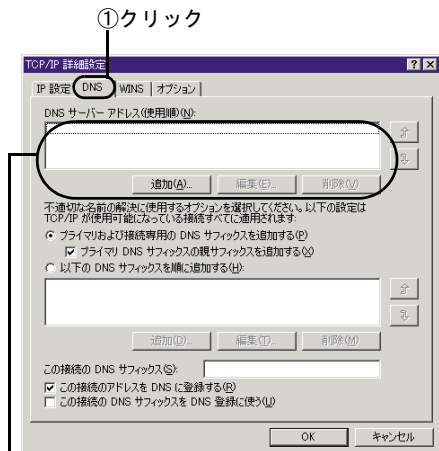 ①クリック
TCP/IP 詳細設定
IP 設定 DNS WINS オプション
DNS サーバー アドレス(使用順)(N):
追加(A)... 編集(E)... 削除(V)
不適切な名前の解決に使用するオプションを選択してください。以下の設定は
TCP/IP が使用可能になっている接続すべてに適用されます:
プライマリおよび接続専用の DNS サフィックスを追加する(P)
プライマリ DNS サフィックスの親サフィックスを追加する(X)
以下の DNS サフィックスを順に追加する(H):
追加(D)... 編集(T)... 削除(M)
この接続の DNS サフィックス(S):
この接続のアドレスを DNS に登録する(R)
この接続の DNS サフィックスを DNS 登録に使う(U)
OK キャンセル